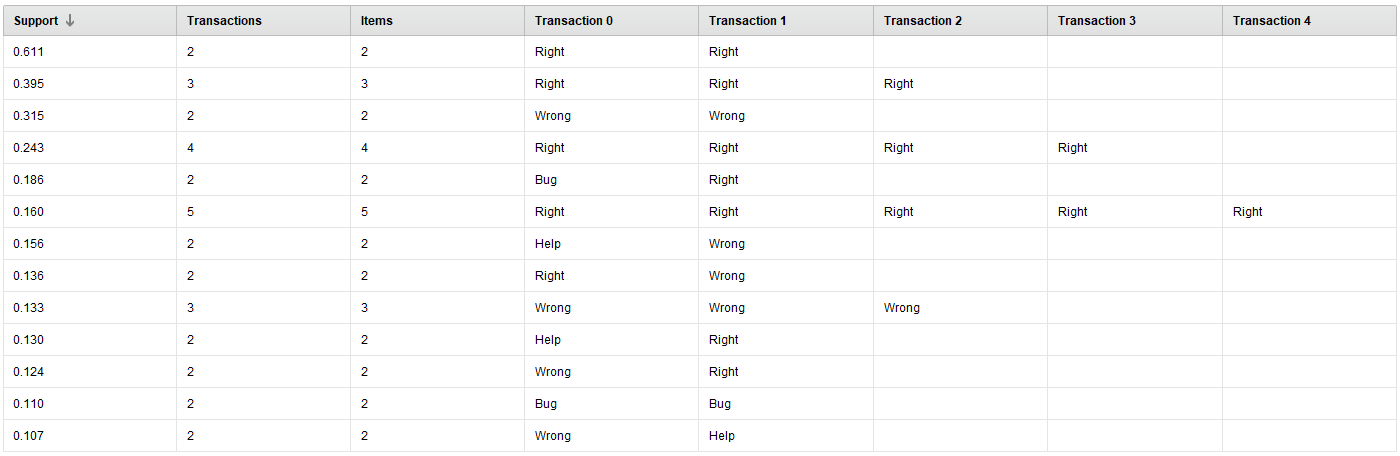 Support Transactions Items Transaction 0 Transaction 1 Transaction 2 Transaction 3 Transaction 4
0.611 2 2 Right Right
0.395 3 3 Right Right Right
0.315 2 2 Wrong Wrong
0.243 4 4 Right Right Right Right
0.186 2 2 Bug Right
0.160 5 5 Right Right Right Right Right
0.156 2 2 Help Wrong
0.136 2 2 Right Wrong
0.133 3 3 Wrong Wrong Wrong
0.130 2 2 Help Right
0.124 2 2 Wrong Right
0.110 2 2 Bug Bug
0.107 2 2 Wrong Help